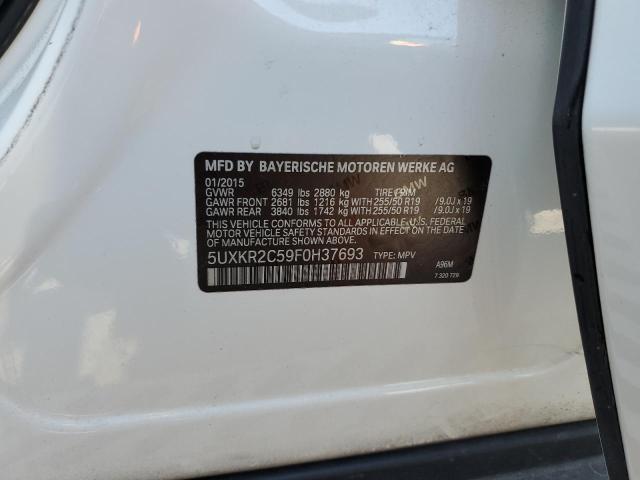 MFD BY BAYERISCHE MOTOREN WERKE AG
01/2015
GVWR 6349 lbs 2880 kg TIRE RIM
GAWR FRONT 2681 lbs 1216 kg WITH 255/50 R19 /9.0J x 19
GAWR REAR 3840 lbs 1742 kg WITH 255/50 R19 /9.0J x 19
THIS VEHICLE CONFORMS TO ALL APPLICABLE U.S. FEDERAL
MOTOR VEHICLE SAFETY STANDARDS IN EFFECT ON THE
DATE OF MANUFACTURE SHOWN ABOVE.
5UXKR2C59F0H37693 TYPE: MPV A96M
7 320 729